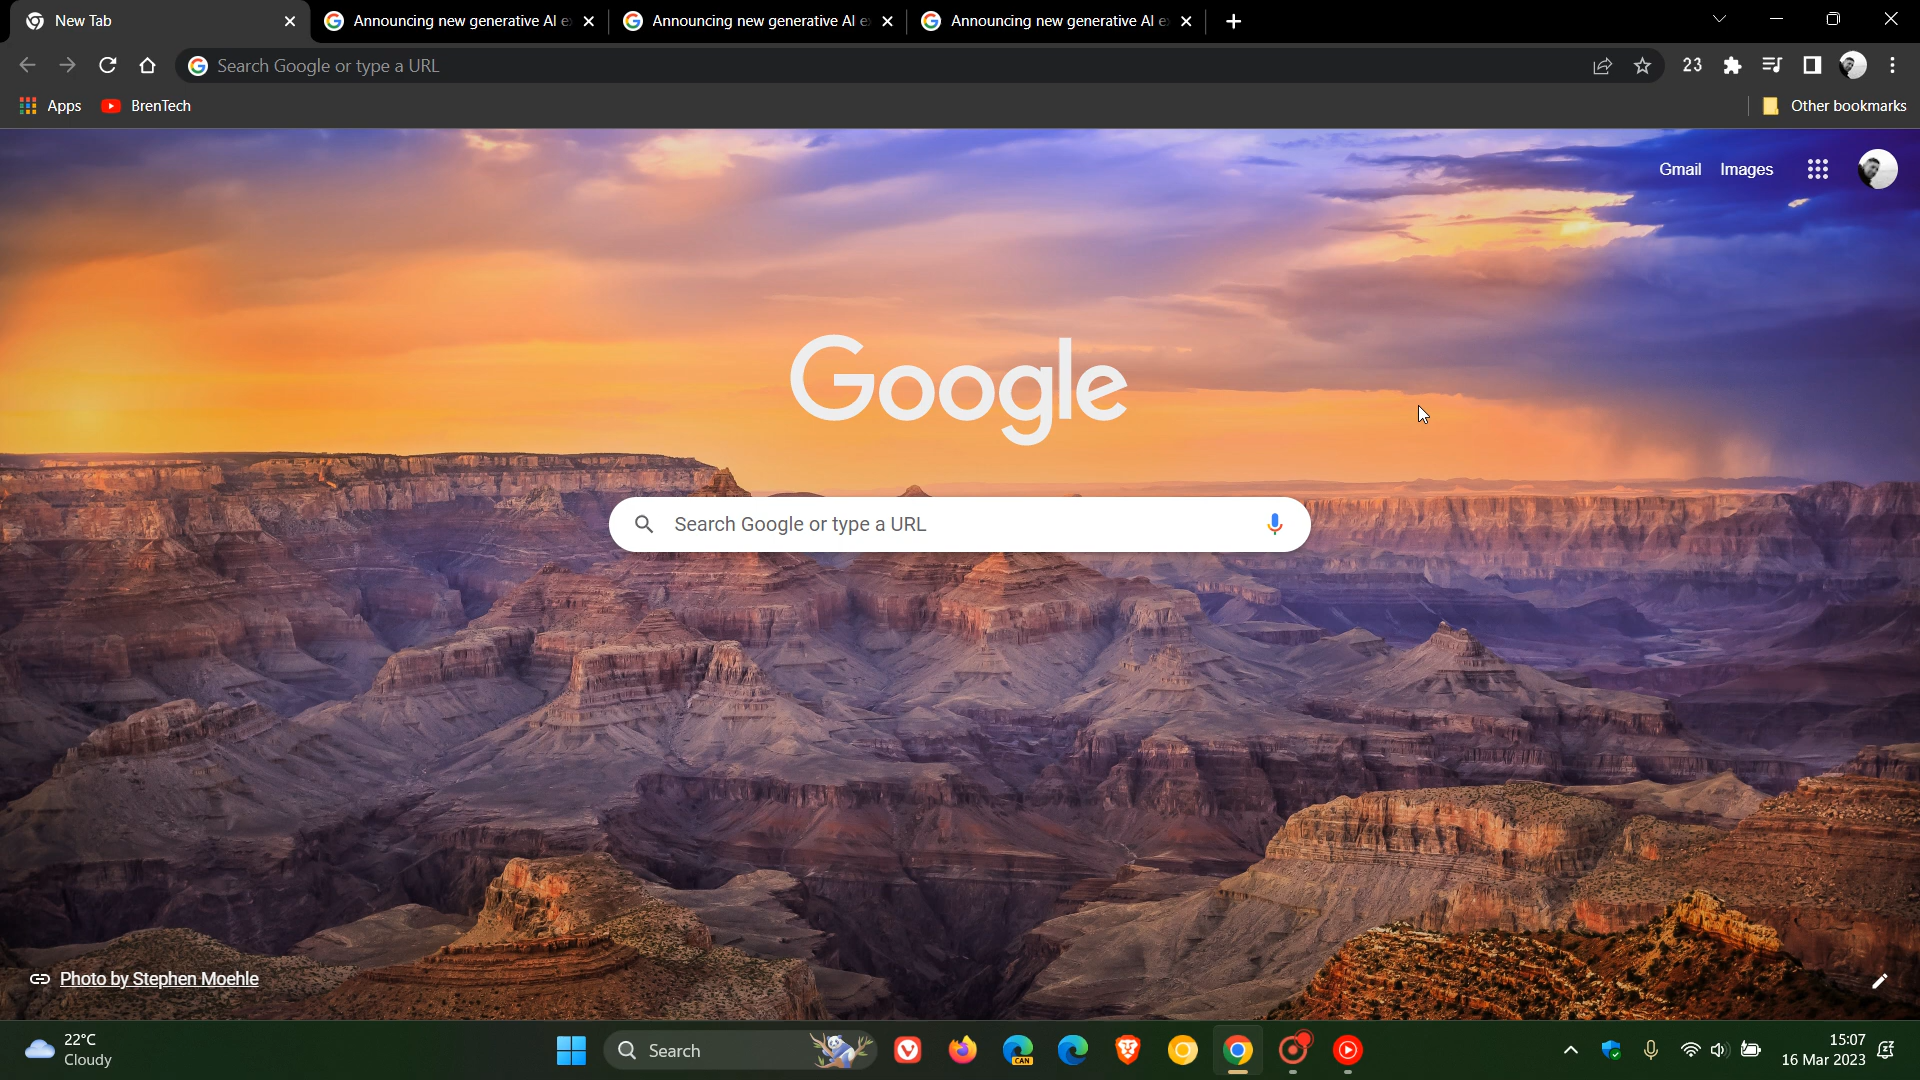 New Tab
Announcing new generative AI e
Announcing new generative AI e
Announcing new generative AI e
Search Google or type a URL
23
Apps
BrenTech
Other bookmarks
Gmail
Images
Google
Search Google or type a URL
Photo by Stephen Moehle
22°C
Cloudy
Search
CAN
15:07
16 Mar 2023